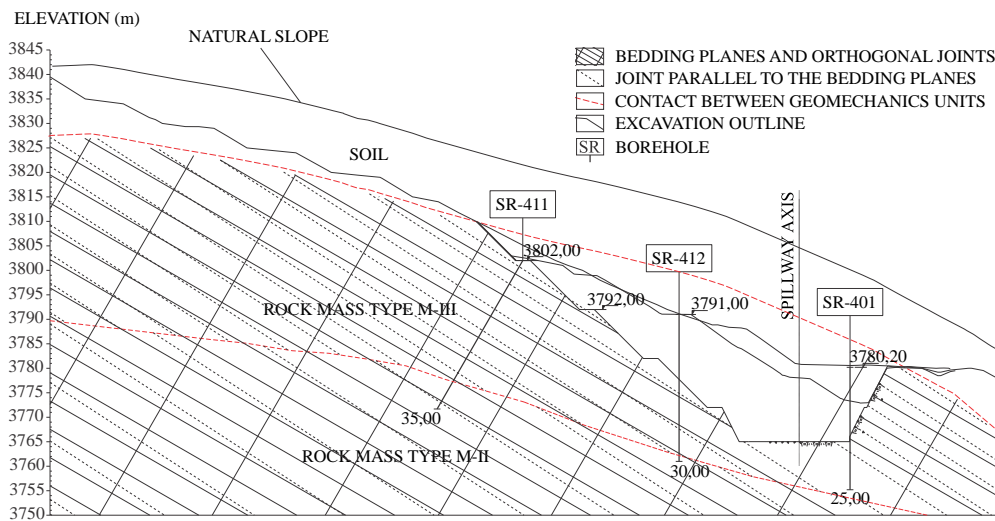 ELEVATION (m)
NATURAL SLOPE
3845
3840
3835
3830
3825
3820
3815
3810
3805
3800
3795
3790
3785
3780
3775
3770
3765
3760
3755
3750
BEDDING PLANES AND ORTHOGONAL JOINTS
JOINT PARALLEL TO THE BEDDING PLANES
CONTACT BETWEEN GEOMECHANICS UNITS
EXCAVATION OUTLINE
SR BOREHOLE
SOIL
SR-411
3802,00
SR-412
SPILLWAY AXIS
SR-401
3792,00
3791,00
ROCK MASS TYPE M-III
3780,20
35,00
ROCK MASS TYPE M-II
30,00
25,00